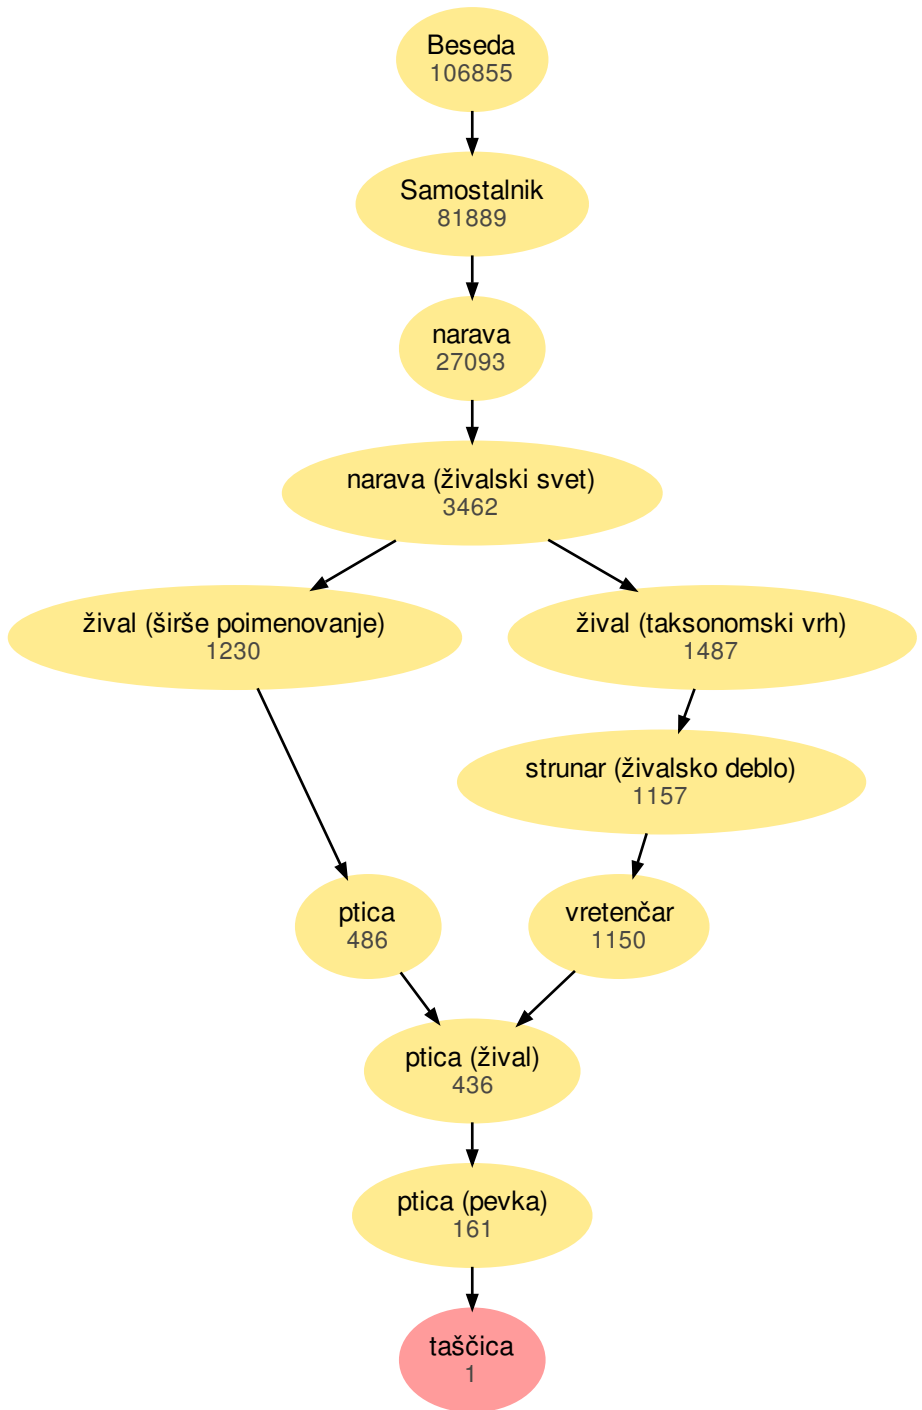 Beseda
106855
Samostalnik
81889
narava
27093
narava (živalski svet)
3462
žival (širše poimenovanje)
1230
žival (taksonomski vrh)
1487
strunar (živalsko deblo)
1157
ptica
486
vretenčar
1150
ptica (žival)
436
ptica (pevka)
161
taščica
1